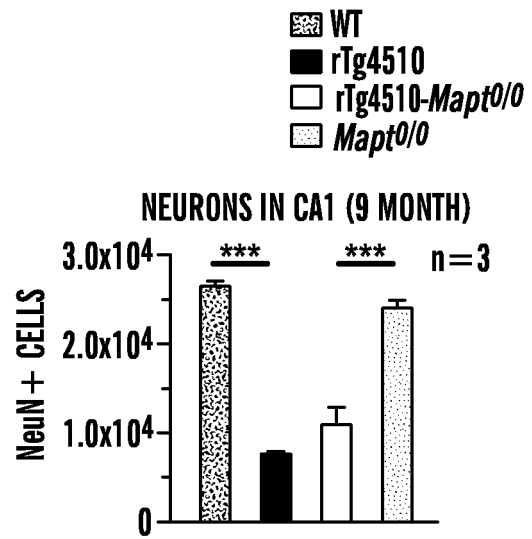 WT
rTg4510
rTg4510-Mapt0/0
Mapt0/0
NEURONS IN CA1 (9 MONTH)
*** ***
n=3
3.0x10⁴
2.0x10⁴
1.0x10⁴
0
NeuN + CELLS